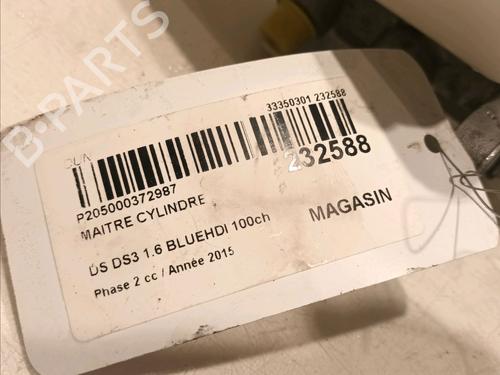 B-PARTS
33350301 232588
232588
P205000372987
MAITRE CYLINDRE
MAGASIN
DS DS3 1.6 BLUEHDI 100ch
Phase 2 cc / Année 2015